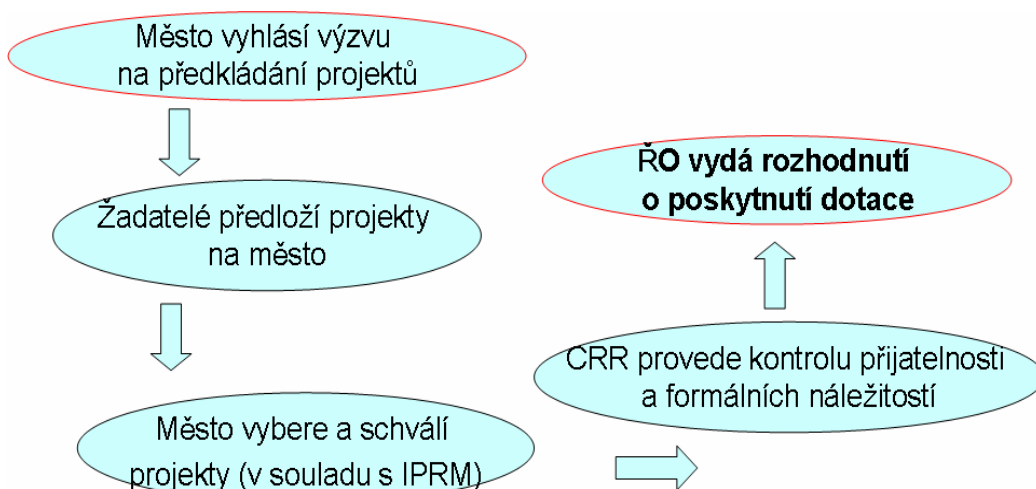 Město vyhlásí výzvu
na předkládání projektů
Žadatelé předloží projekty
na město
Město vybere a schválí
projekty (v souladu s IPRM)
CRR provede kontrolu přijatelnosti
a formálních náležitostí
ŘO vydá rozhodnutí
o poskytnutí dotace